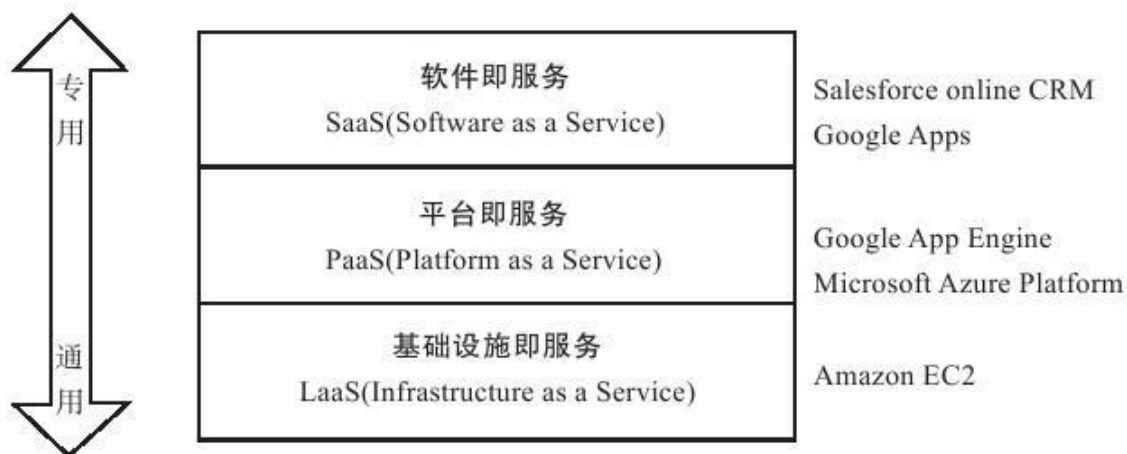 专用
软件即服务
SaaS(Software as a Service)
Salesforce online CRM
Google Apps
平台即服务
PaaS(Platform as a Service)
Google App Engine
Microsoft Azure Platform
通用
基础设施即服务
LaaS(Infrastructure as a Service)
Amazon EC2